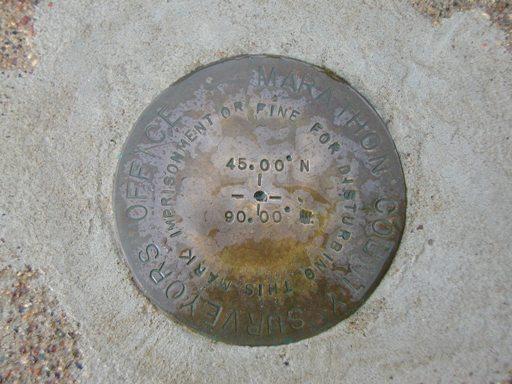 MARATHON COUNTY SURVEYORS OFFICE
IMPRISONMENT OR FINE FOR DISTURBING THIS MARK
45.00° N
90.00°